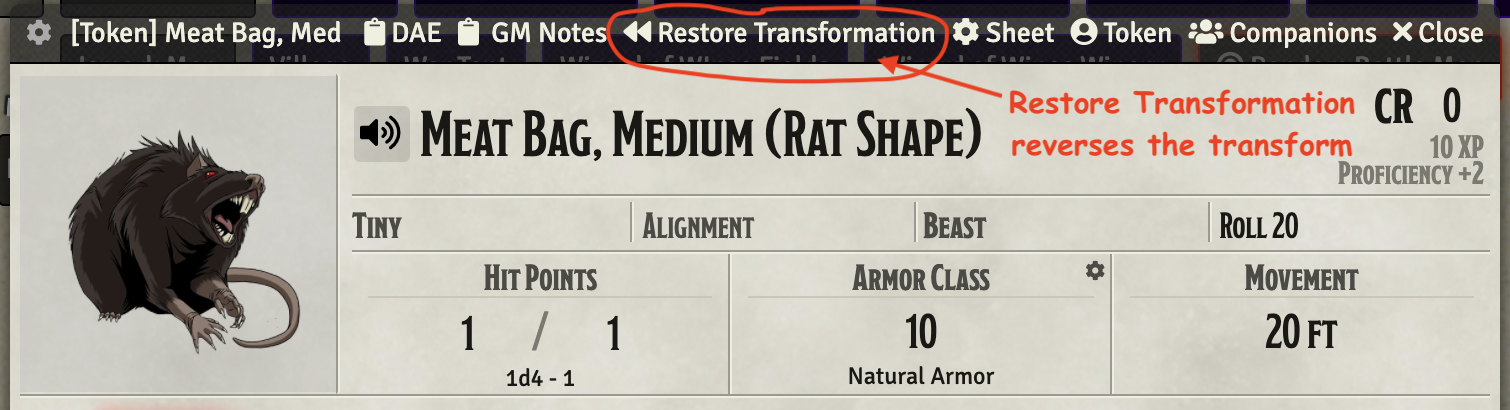 [Token] Meat Bag, Med DAE GM Notes Restore Transformation Sheet Token Companions Close
Restore Transformation
reverses the transform
Meat Bag, Medium (Rat Shape)
CR 0
10 XP
Proficiency +2
Tiny Alignment Beast Roll 20
Hit Points Armor Class Movement
1 / 1 10 20 ft
1d4 - 1 Natural Armor